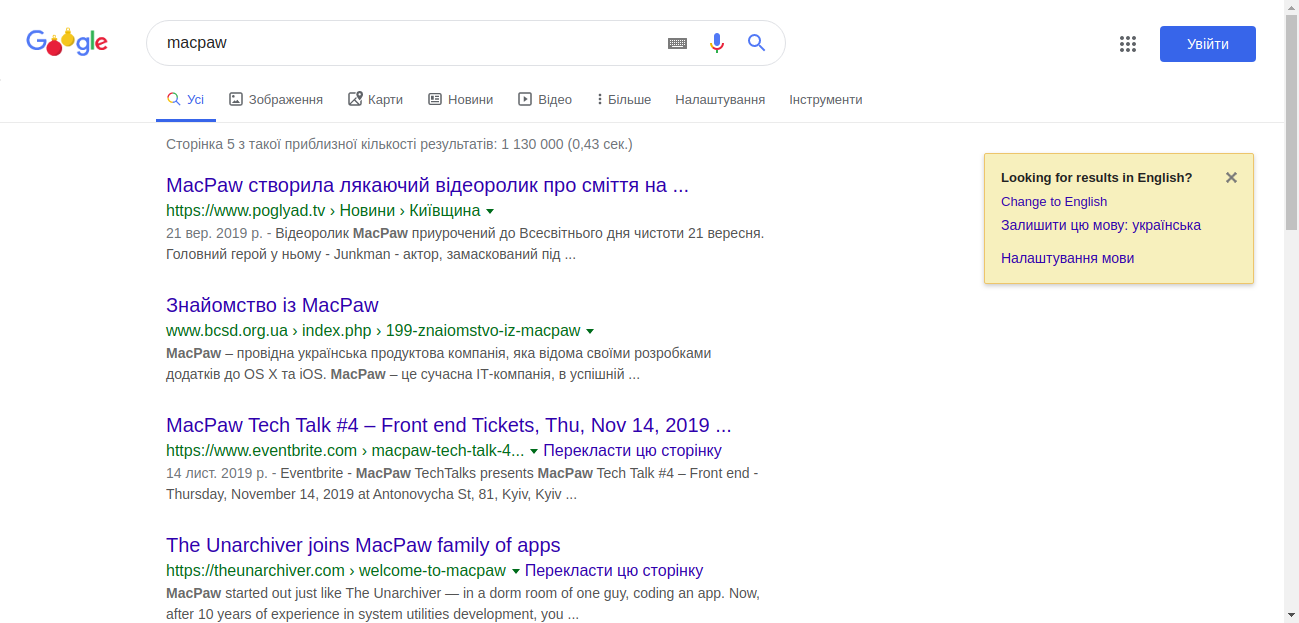 Google
macpaw
Увійти
Усі Зображення Карти Новини Відео Більше Налаштування Інструменти
Сторінка 5 з такої приблизної кількості результатів: 1 130 000 (0,43 сек.)
MacPaw створила лякаючий відеоролик про сміття на ...
https://www.poglyad.tv › Новини › Київщина
21 вер. 2019 р. - Відеоролик MacPaw приурочений до Всесвітнього дня чистоти 21 вересня.
Головний герой у ньому - Junkman - актор, замаскований під ...
Знайомство із MacPaw
www.bcsd.org.ua › index.php › 199-znaiomstvo-iz-macpaw
MacPaw – провідна українська продуктова компанія, яка відома своїми розробками
додатків до OS X та iOS. MacPaw – це сучасна ІТ-компанія, в успішній ...
MacPaw Tech Talk #4 – Front end Tickets, Thu, Nov 14, 2019 ...
https://www.eventbrite.com › macpaw-tech-talk-4... Перекласти цю сторінку
14 лист. 2019 р. - Eventbrite - MacPaw TechTalks presents MacPaw Tech Talk #4 – Front end -
Thursday, November 14, 2019 at Antonovycha St, 81, Kyiv, Kyiv ...
The Unarchiver joins MacPaw family of apps
https://theunarchiver.com › welcome-to-macpaw Перекласти цю сторінку
MacPaw started out just like The Unarchiver — in a dorm room of one guy, coding an app. Now,
after 10 years of experience in system utilities development, you ...
Looking for results in English?
Change to English
Залишити цю мову: українська
Налаштування мови